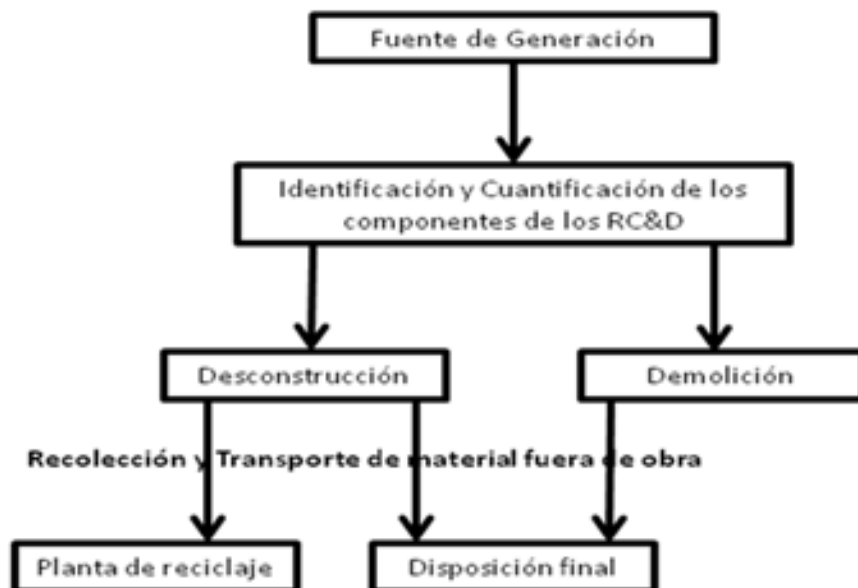 Fuente de Generación
Identificación y Cuantificación de los
componentes de los RC&D
Desconstrucción
Demolición
Recolección y Transporte de material fuera de obra
Planta de reciclaje
Disposición final